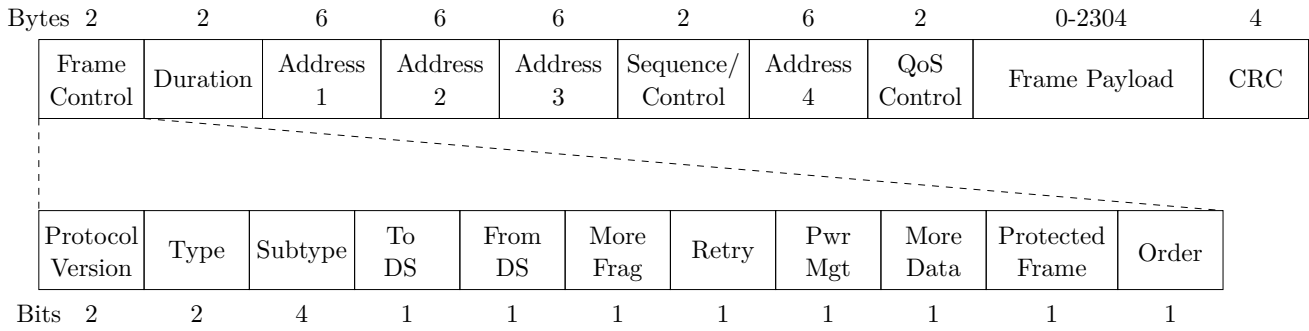 Bytes 2 2 6 6 6 2 6 2 0-2304 4
Frame Control Duration Address 1 Address 2 Address 3 Sequence/ Control Address 4 QoS Control Frame Payload CRC
Protocol Version Type Subtype To DS From DS More Frag Retry Pwr Mgt More Data Protected Frame Order
Bits 2 2 4 1 1 1 1 1 1 1 1